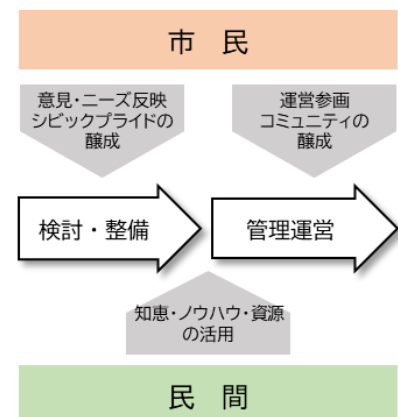 市　民
意見・ニーズ反映
シビックプライドの
醸成
運営参画
コミュニティの
醸成
検討・整備
管理運営
知恵・ノウハウ・資源
の活用
民　間